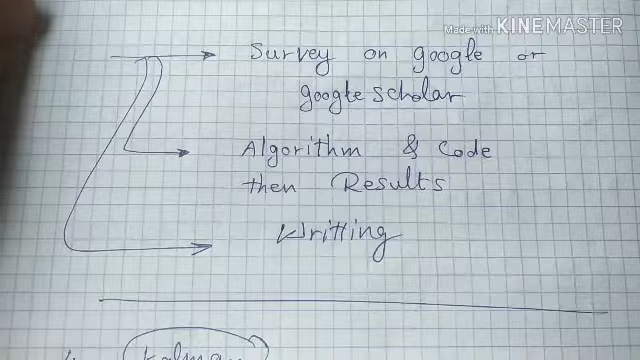 Made with KINEMASTER
Survey on google or
google scholar
Algorithm & Code
then Results
Writting